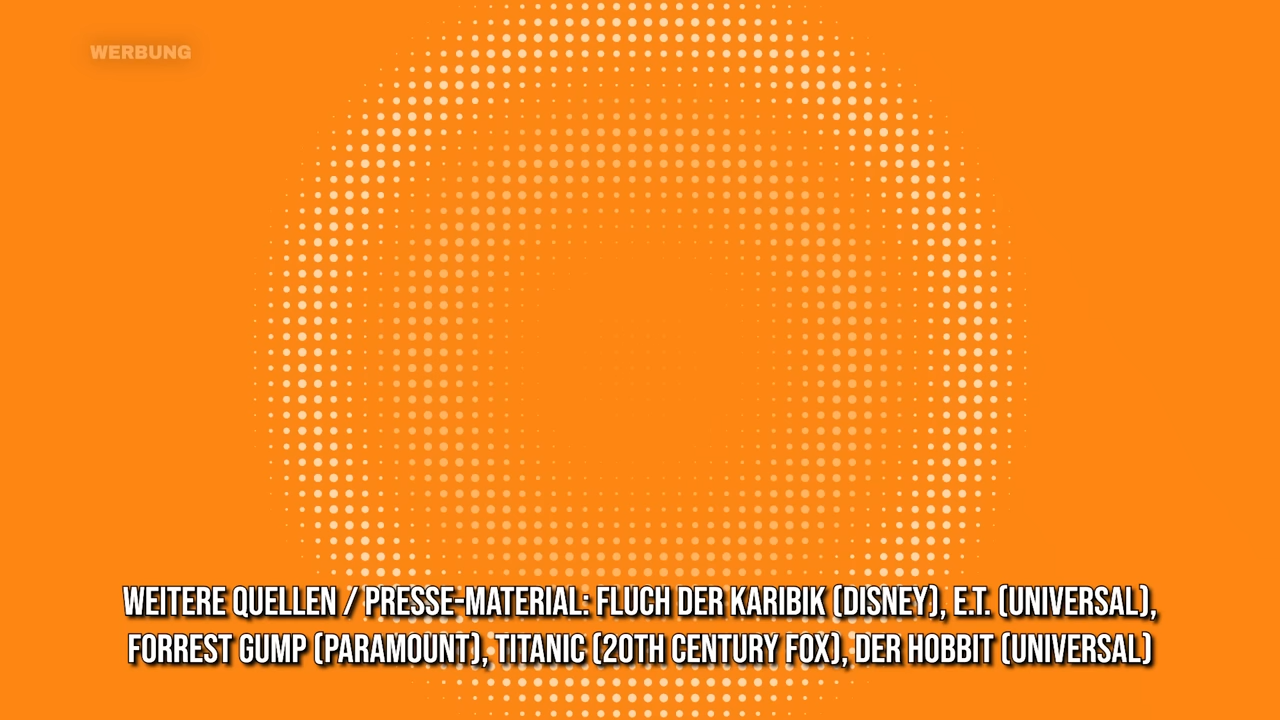 WERBUNG
WEITERE QUELLEN / PRESSE-MATERIAL: FLUCH DER KARIBIK (DISNEY), E.T. (UNIVERSAL),
FORREST GUMP (PARAMOUNT), TITANIC (20TH CENTURY FOX), DER HOBBIT (UNIVERSAL)